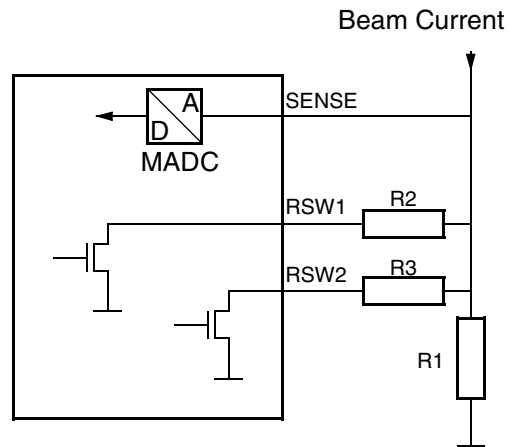 Beam Current
SENSE
A
D
MADC
RSW1
R2
RSW2
R3
R1